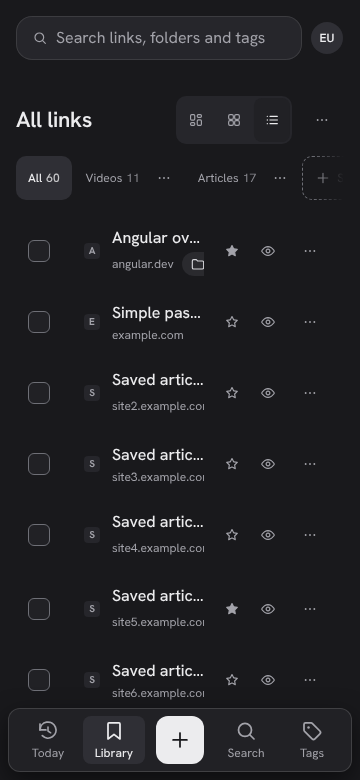 Search links, folders and tags
EU
All links
All 60
Videos 11
Articles 17
A
Angular ov...
angular.dev
E
Simple pas...
example.com
S
Saved artic...
site2.example.co
S
Saved artic...
site3.example.co
S
Saved artic...
site4.example.co
S
Saved artic...
site5.example.co
S
Saved artic...
site6.example.co
Today
Library
Search
Tags